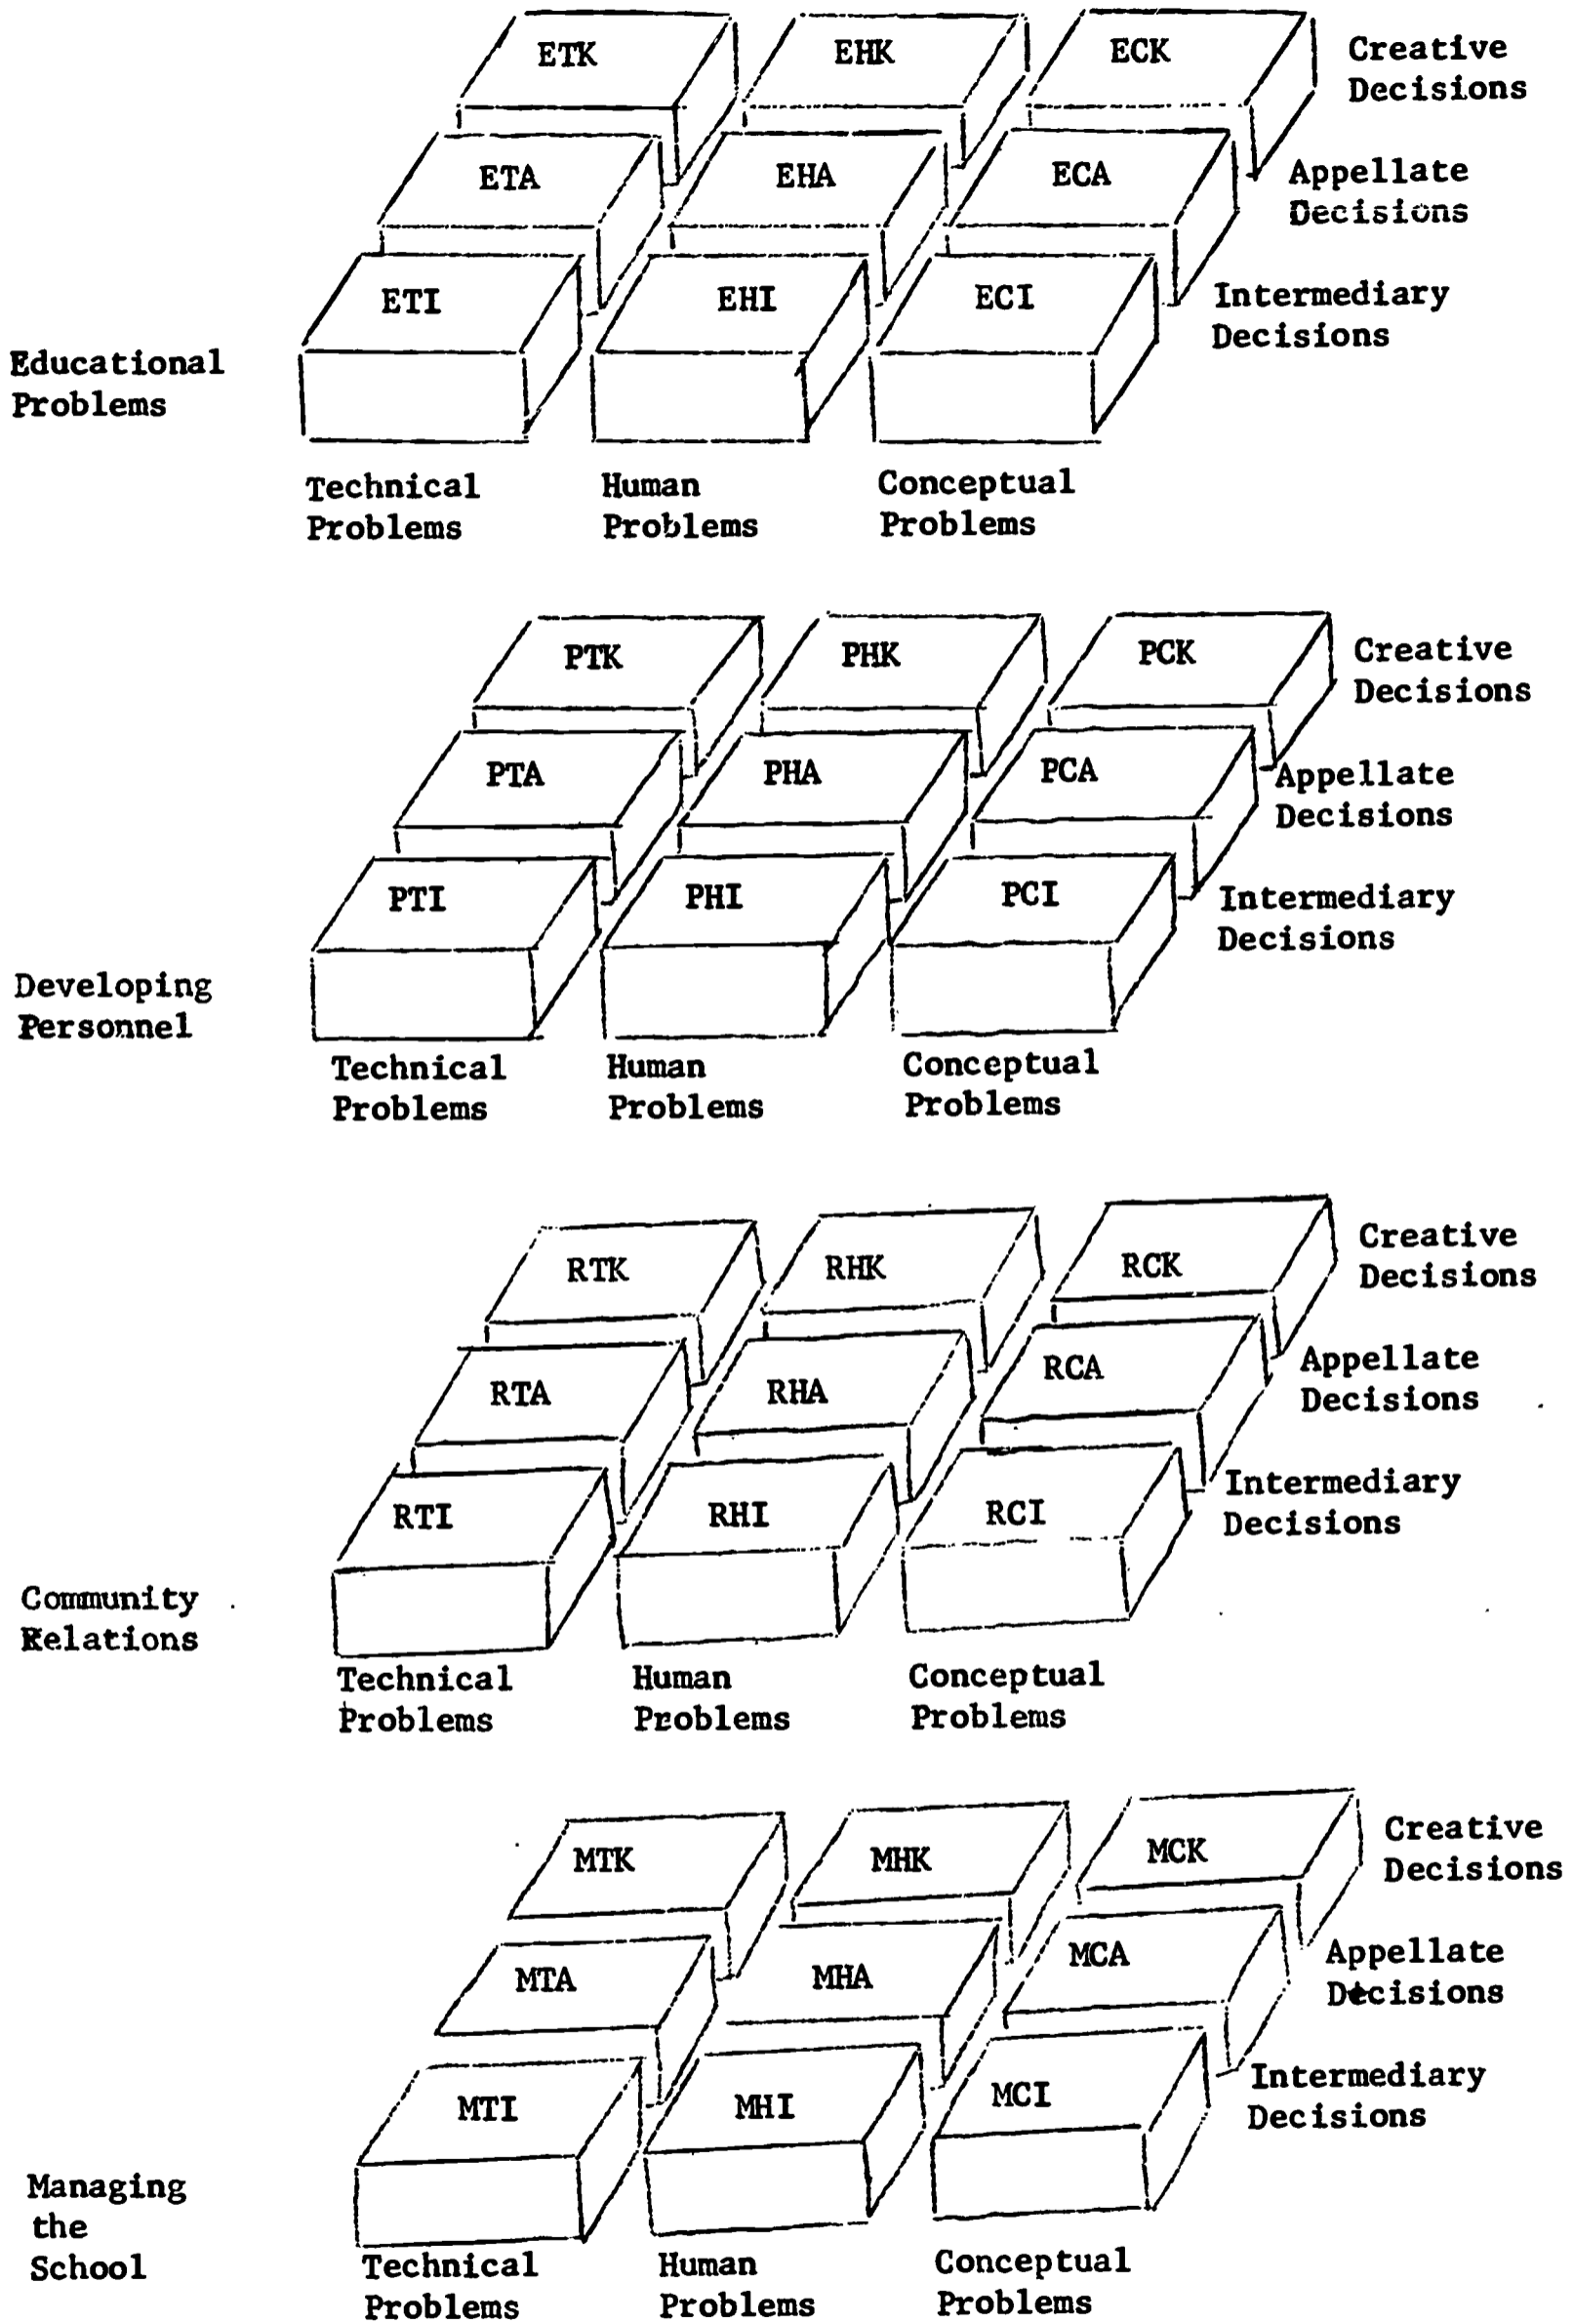 ETK EHK ECK Creative
Decisions
ETA EHA ECA Appellate
Decisions
ETI EHI ECI Intermediary
Decisions
Educational
Problems
Technical Human Conceptual
Problems Problems Problems
PTK PHK PCK Creative
Decisions
PTA PHA PCA Appellate
Decisions
PTI PHI PCI Intermediary
Decisions
Developing
Personnel
Technical Human Conceptual
Problems Problems Problems
RTK RHK RCK Creative
Decisions
RTA RHA RCA Appellate
Decisions
RTI RHI RCI Intermediary
Decisions
Community
Relations
Technical Human Conceptual
Problems Problems Problems
MTK MHK MCK Creative
Decisions
MTA MHA MCA Appellate
Decisions
MTI MHI MCI Intermediary
Decisions
Managing
the
School
Technical Human Conceptual
Problems Problems Problems